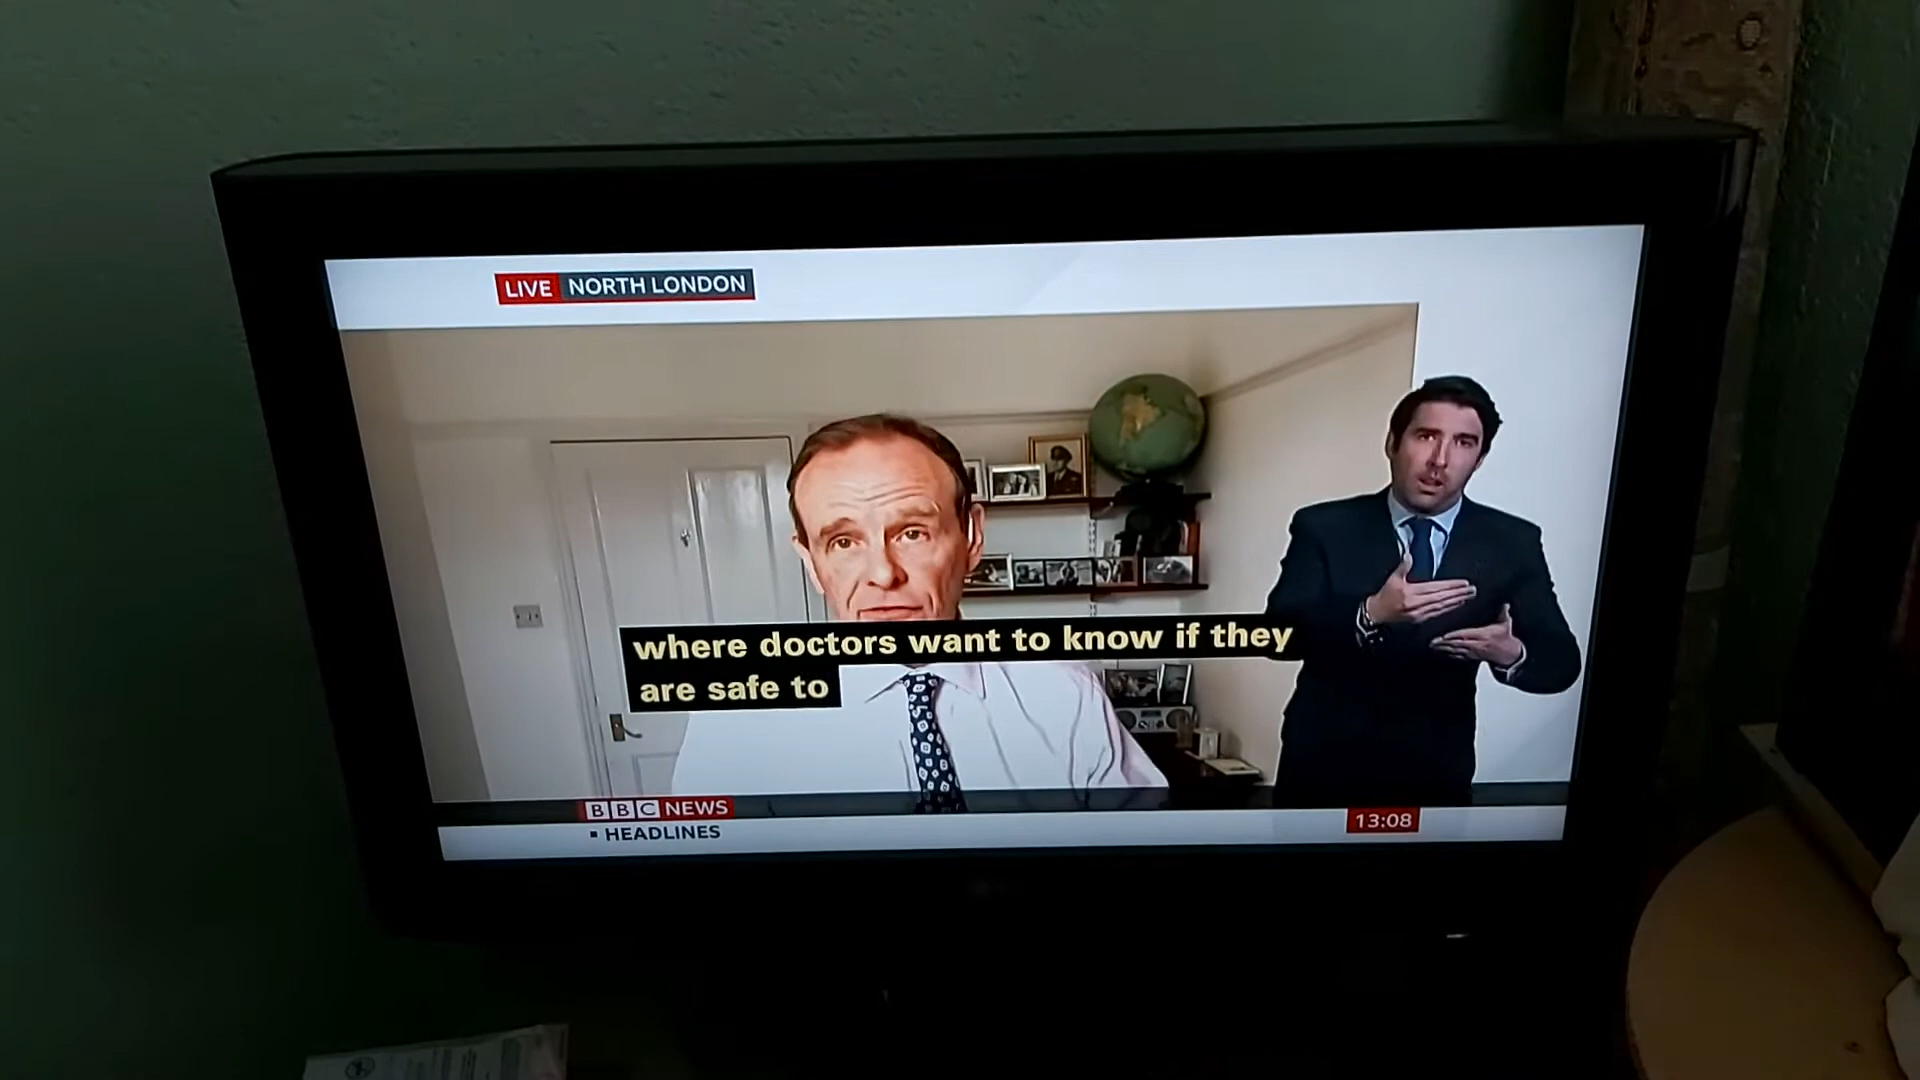 LIVE NORTH LONDON
where doctors want to know if they
are safe to
BBC NEWS
HEADLINES
13:08